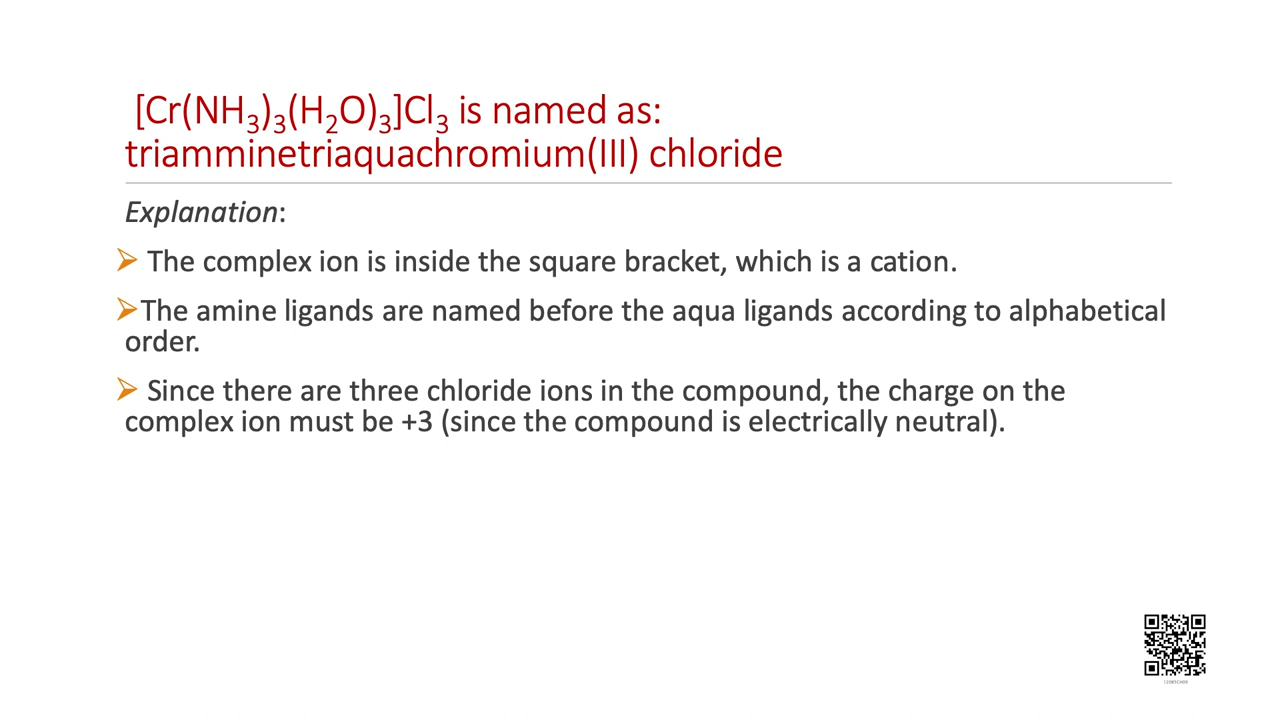 [Cr(NH₃)₃(H₂O)₃]Cl₃ is named as:
triamminetriaquachromium(III) chloride
Explanation:
➢ The complex ion is inside the square bracket, which is a cation.
➢The amine ligands are named before the aqua ligands according to alphabetical
order.
➢ Since there are three chloride ions in the compound, the charge on the
complex ion must be +3 (since the compound is electrically neutral).